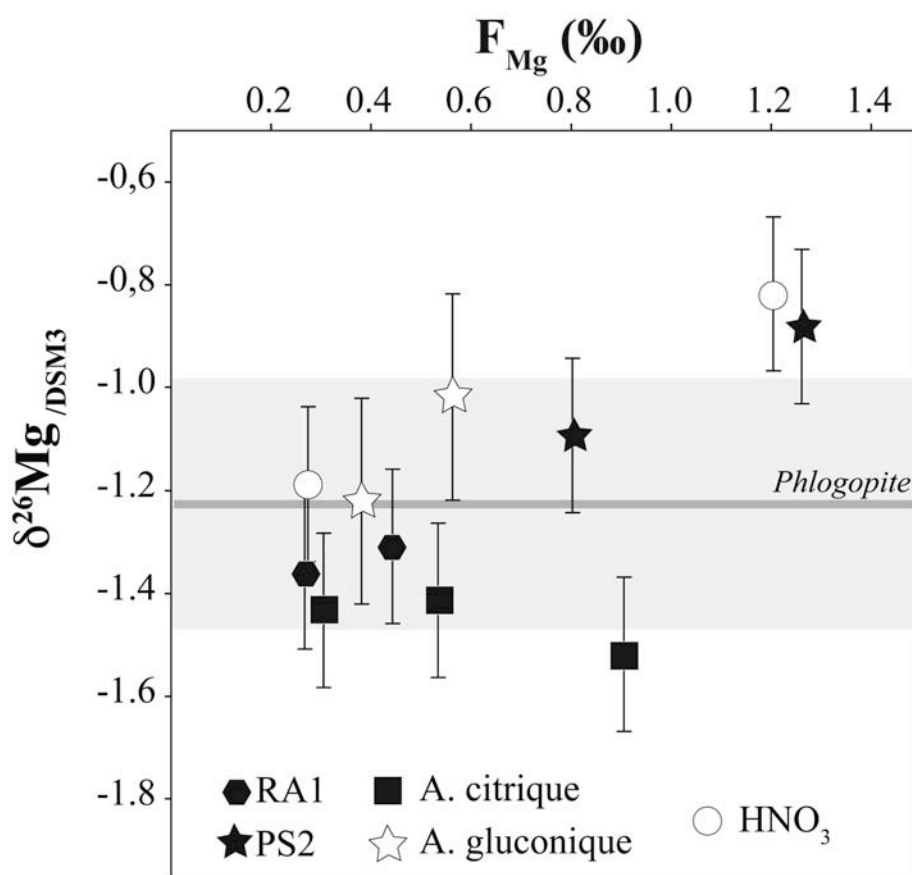 F_Mg (‰)
0.2 0.4 0.6 0.8 1.0 1.2 1.4
δ²⁶Mg /DSM3
-0,6
-0,8
-1.0
-1.2
-1.4
-1.6
-1.8
Phlogopite
RA1 A. citrique
PS2 A. gluconique
HNO₃